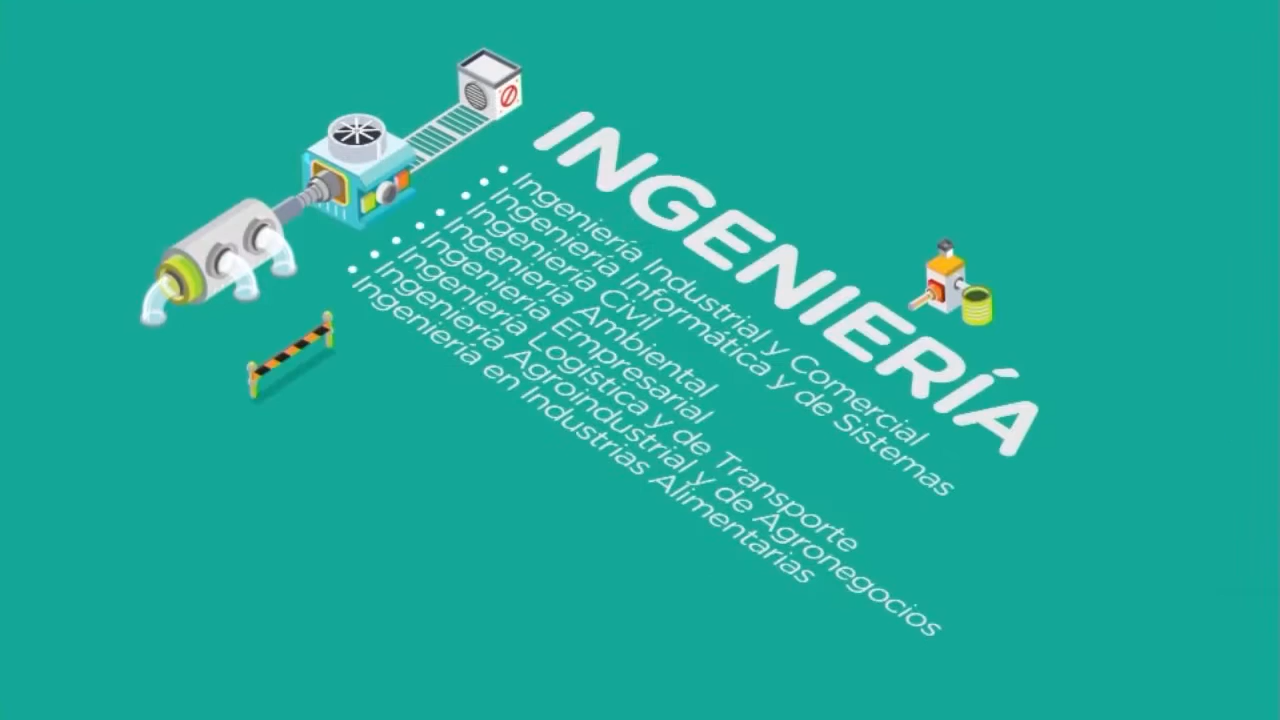 INGENIERÍA
Ingeniería Industrial y Comercial
Ingeniería Informática y de Sistemas
Ingeniería Civil
Ingeniería Ambiental
Ingeniería Empresarial
Ingeniería Logística y de Transporte
Ingeniería Agroindustrial y de Agronegocios
Ingeniería en Industrias Alimentarias